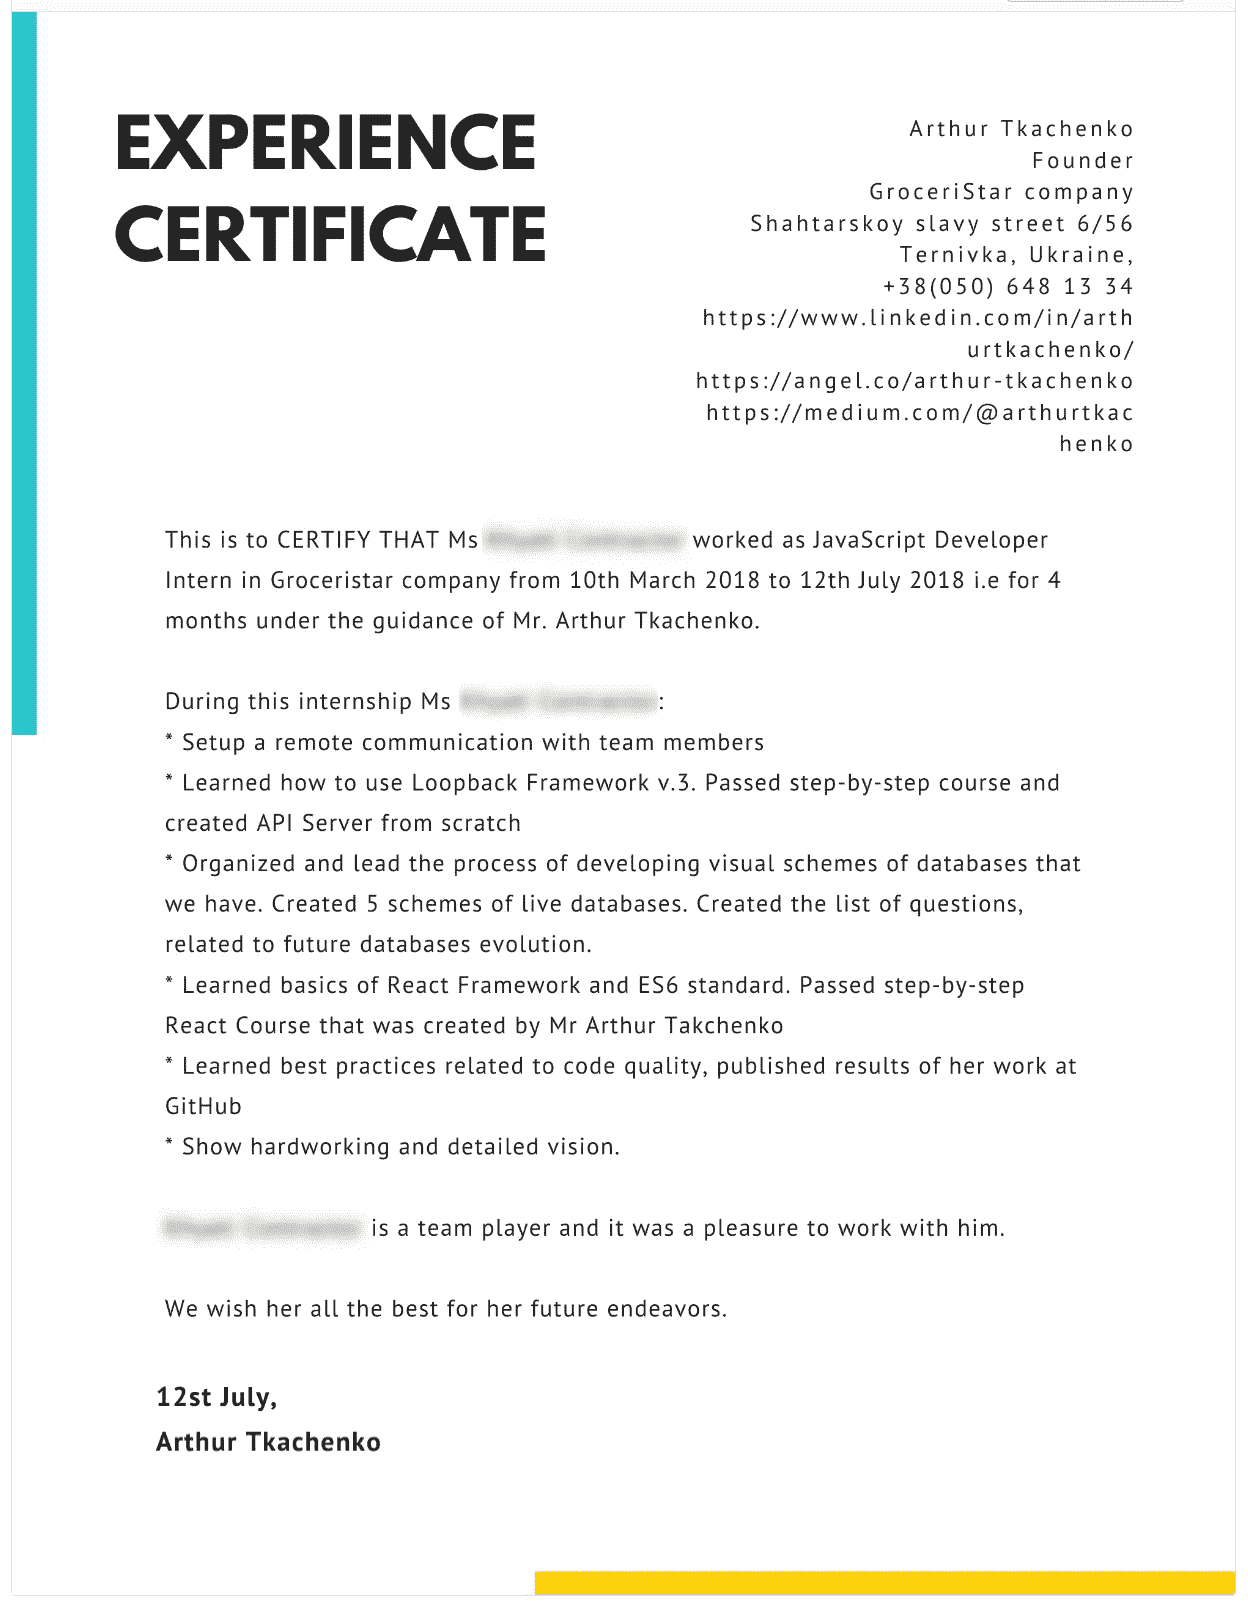 EXPERIENCE
CERTIFICATE
Arthur Tkachenko
Founder
GroceriStar company
Shahtarskoy slavy street 6/56
Ternivka, Ukraine,
+38(050) 648 13 34
https://www.linkedin.com/in/arth
urtkachenko/
https://angel.co/arthur-tkachenko
https://medium.com/@arthurtkac
henko
This is to CERTIFY THAT Ms worked as JavaScript Developer
Intern in Groceristar company from 10th March 2018 to 12th July 2018 i.e for 4
months under the guidance of Mr. Arthur Tkachenko.
During this internship Ms :
* Setup a remote communication with team members
* Learned how to use Loopback Framework v.3. Passed step-by-step course and
created API Server from scratch
* Organized and lead the process of developing visual schemes of databases that
we have. Created 5 schemes of live databases. Created the list of questions,
related to future databases evolution.
* Learned basics of React Framework and ES6 standard. Passed step-by-step
React Course that was created by Mr Arthur Takchenko
* Learned best practices related to code quality, published results of her work at
GitHub
* Show hardworking and detailed vision.
is a team player and it was a pleasure to work with him.
We wish her all the best for her future endeavors.
12st July,
Arthur Tkachenko